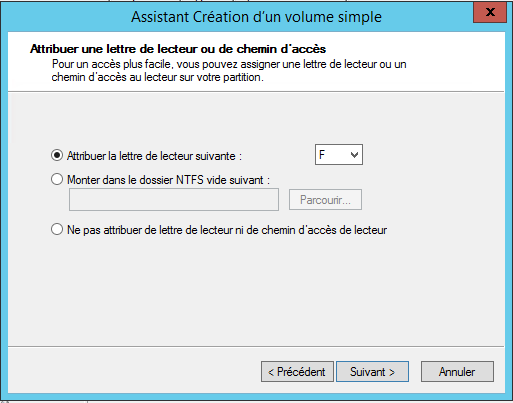 Assistant Création d'un volume simple
x
Attribuer une lettre de lecteur ou de chemin d'accès
Pour un accès plus facile, vous pouvez assigner une lettre de lecteur ou un
chemin d'accès au lecteur sur votre partition.
Attribuer la lettre de lecteur suivante : F
Monter dans le dossier NTFS vide suivant :
Parcourir...
Ne pas attribuer de lettre de lecteur ni de chemin d'accès de lecteur
< Précédent Suivant > Annuler